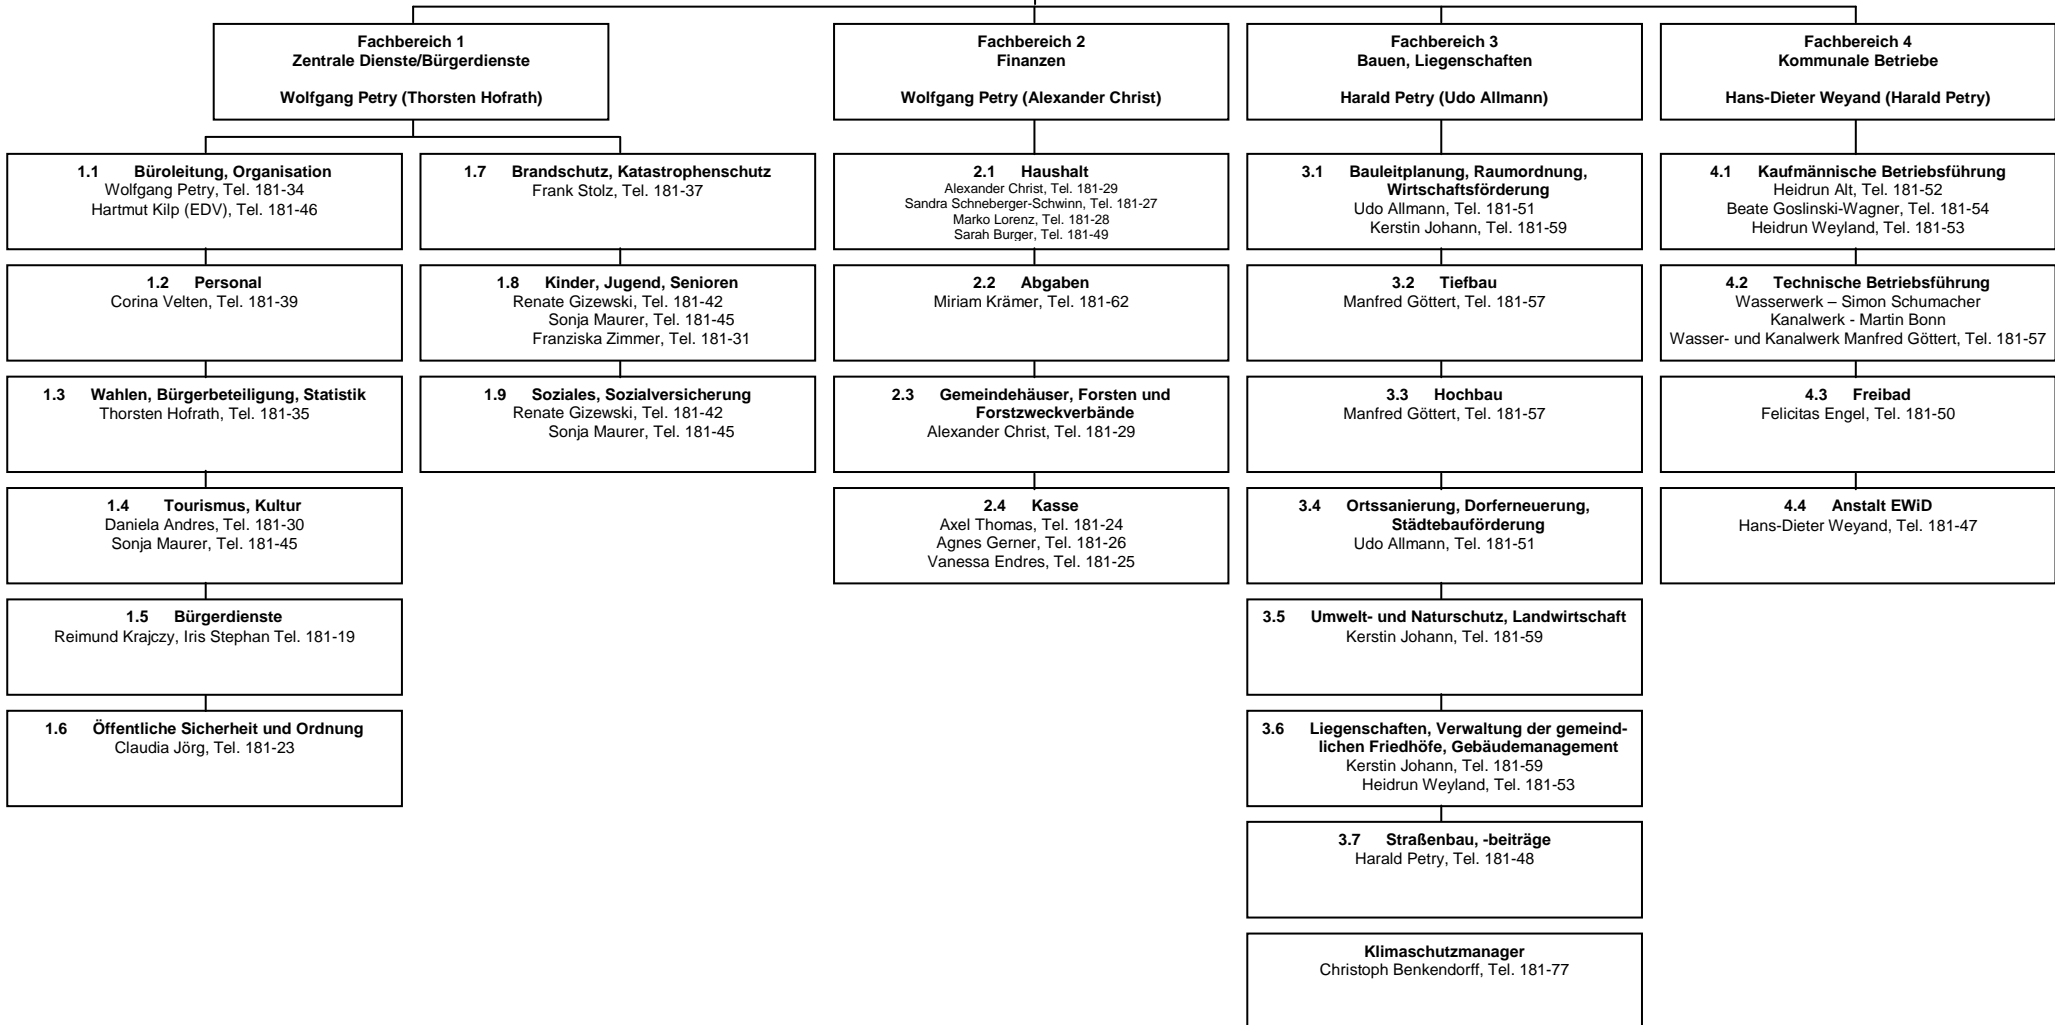 Fachbereich 1
Zentrale Dienste/Bürgerdienste
Wolfgang Petry (Thorsten Hofrath)
Fachbereich 2
Finanzen
Wolfgang Petry (Alexander Christ)
Fachbereich 3
Bauen, Liegenschaften
Harald Petry (Udo Allmann)
Fachbereich 4
Kommunale Betriebe
Hans-Dieter Weyand (Harald Petry)
1.1 Büroleitung, Organisation
Wolfgang Petry, Tel. 181-34
Hartmut Kilp (EDV), Tel. 181-46
1.2 Personal
Corina Velten, Tel. 181-39
1.3 Wahlen, Bürgerbeteiligung, Statistik
Thorsten Hofrath, Tel. 181-35
1.4 Tourismus, Kultur
Daniela Andres, Tel. 181-30
Sonja Maurer, Tel. 181-45
1.5 Bürgerdienste
Reimund Krajczy, Iris Stephan Tel. 181-19
1.6 Öffentliche Sicherheit und Ordnung
Claudia Jörg, Tel. 181-23
1.7 Brandschutz, Katastrophenschutz
Frank Stolz, Tel. 181-37
1.8 Kinder, Jugend, Senioren
Renate Gizewski, Tel. 181-42
Sonja Maurer, Tel. 181-45
Franziska Zimmer, Tel. 181-31
1.9 Soziales, Sozialversicherung
Renate Gizewski, Tel. 181-42
Sonja Maurer, Tel. 181-45
2.1 Haushalt
Alexander Christ, Tel. 181-29
Sandra Schneberger-Schwinn, Tel. 181-27
Marko Lorenz, Tel. 181-28
Sarah Burger, Tel. 181-49
2.2 Abgaben
Miriam Krämer, Tel. 181-62
2.3 Gemeindehäuser, Forsten und
Forstzweckverbände
Alexander Christ, Tel. 181-29
2.4 Kasse
Axel Thomas, Tel. 181-24
Agnes Gerner, Tel. 181-26
Vanessa Endres, Tel. 181-25
3.1 Bauleitplanung, Raumordnung,
Wirtschaftsförderung
Udo Allmann, Tel. 181-51
Kerstin Johann, Tel. 181-59
3.2 Tiefbau
Manfred Göttert, Tel. 181-57
3.3 Hochbau
Manfred Göttert, Tel. 181-57
3.4 Ortssanierung, Dorferneuerung,
Städtebauförderung
Udo Allmann, Tel. 181-51
3.5 Umwelt- und Naturschutz, Landwirtschaft
Kerstin Johann, Tel. 181-59
3.6 Liegenschaften, Verwaltung der gemeind-
lichen Friedhöfe, Gebäudemanagement
Kerstin Johann, Tel. 181-59
Heidrun Weyland, Tel. 181-53
3.7 Straßenbau, -beiträge
Harald Petry, Tel. 181-48
Klimaschutzmanager
Christoph Benkendorff, Tel. 181-77
4.1 Kaufmännische Betriebsführung
Heidrun Alt, Tel. 181-52
Beate Goslinski-Wagner, Tel. 181-54
Heidrun Weyland, Tel. 181-53
4.2 Technische Betriebsführung
Wasserwerk – Simon Schumacher
Kanalwerk - Martin Bonn
Wasser- und Kanalwerk Manfred Göttert, Tel. 181-57
4.3 Freibad
Felicitas Engel, Tel. 181-50
4.4 Anstalt EWiD
Hans-Dieter Weyand, Tel. 181-47